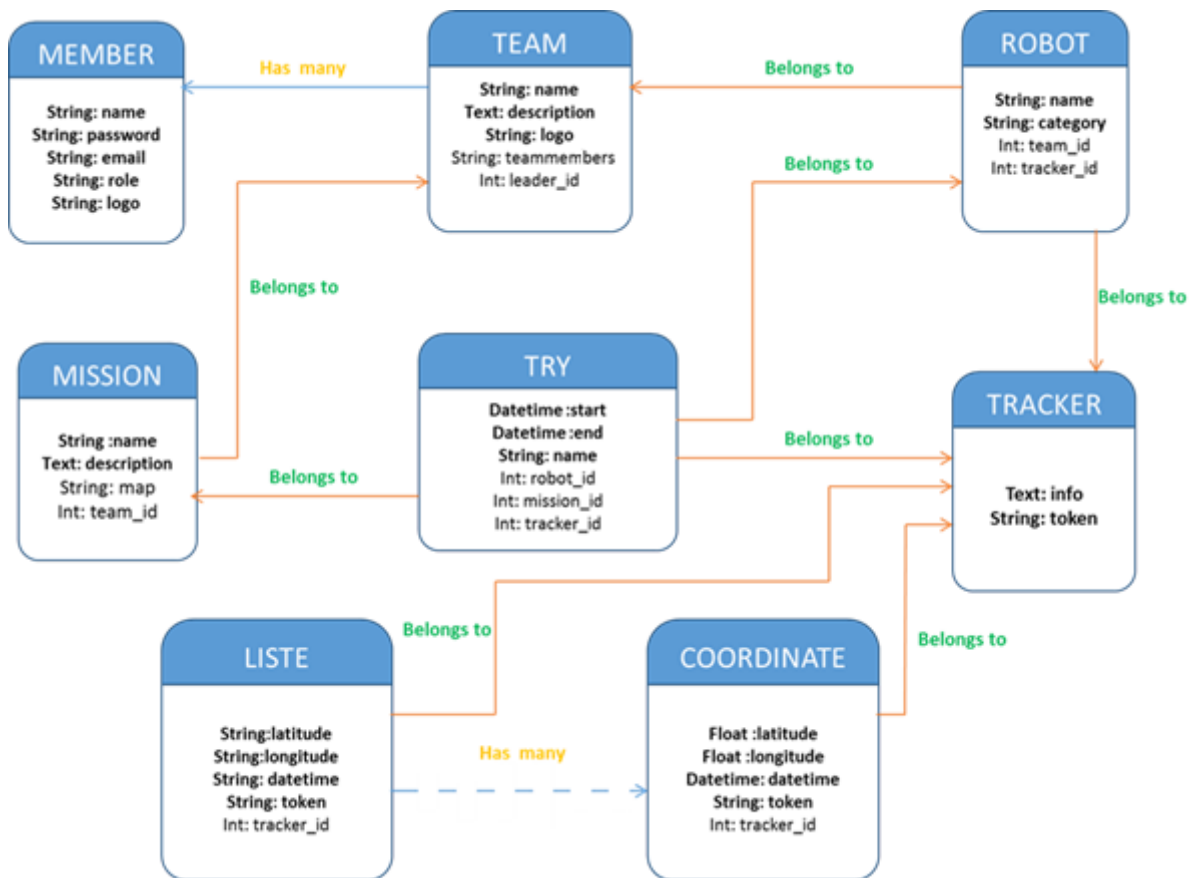 MEMBER
String: name
String: password
String: email
String: role
String: logo
Has many
TEAM
String: name
Text: description
String: logo
String: teammembers
Int: leader_id
Belongs to
ROBOT
String: name
String: category
Int: team_id
Int: tracker_id
Belongs to
Belongs to
Belongs to
MISSION
String :name
Text: description
String: map
Int: team_id
Belongs to
TRY
Datetime :start
Datetime :end
String: name
Int: robot_id
Int: mission_id
Int: tracker_id
Belongs to
TRACKER
Text: info
String: token
Belongs to
Belongs to
LISTE
String:latitude
String:longitude
String: datetime
String: token
Int: tracker_id
Has many
COORDINATE
Float :latitude
Float :longitude
Datetime: datetime
String: token
Int: tracker_id